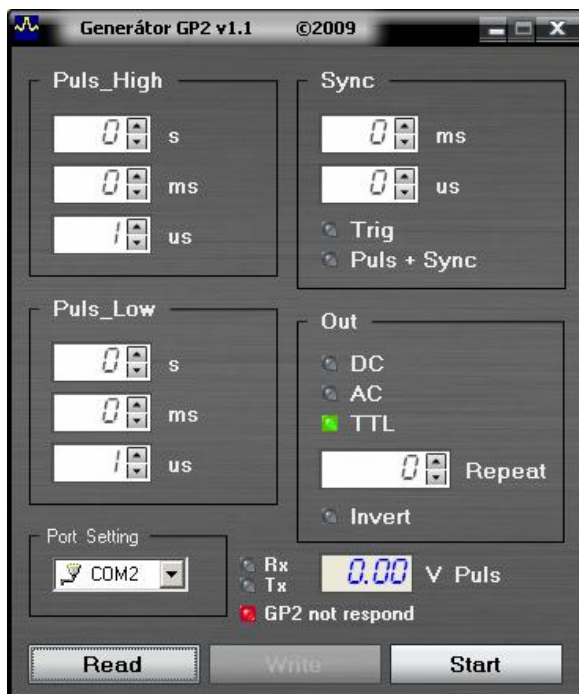 Generátor GP2 v1.1 ©2009
Puls_High
0 s
0 ms
1 us
Sync
0 ms
0 us
Trig
Puls + Sync
Puls_Low
0 s
0 ms
1 us
Out
DC
AC
TTL
0 Repeat
Invert
Port Setting
COM2
Rx
Tx
0.00 V Puls
GP2 not respond
Read Write Start